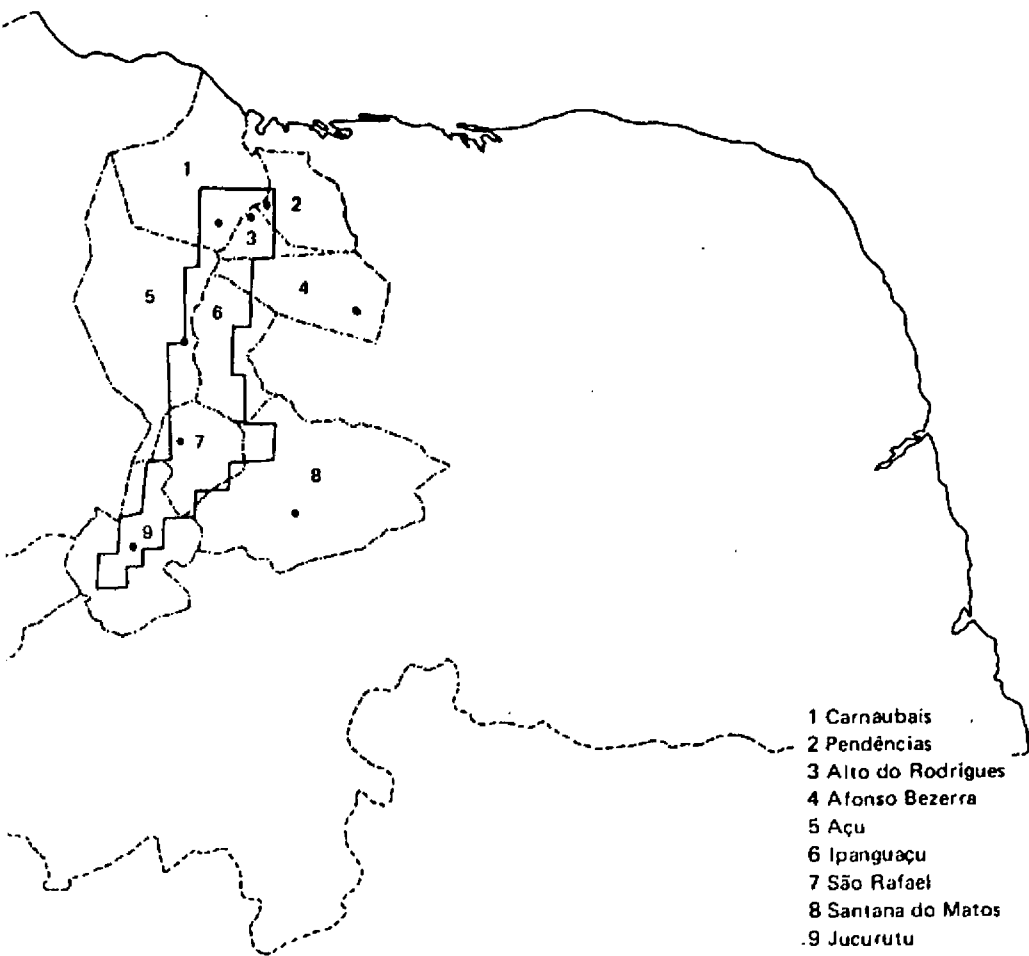 1
2
3
4
5
6
7
8
9
1 Carnaubais
2 Pendências
3 Alto do Rodrigues
4 Afonso Bezerra
5 Açu
6 Ipanguaçu
7 São Rafael
8 Santana do Matos
9 Jucurutu